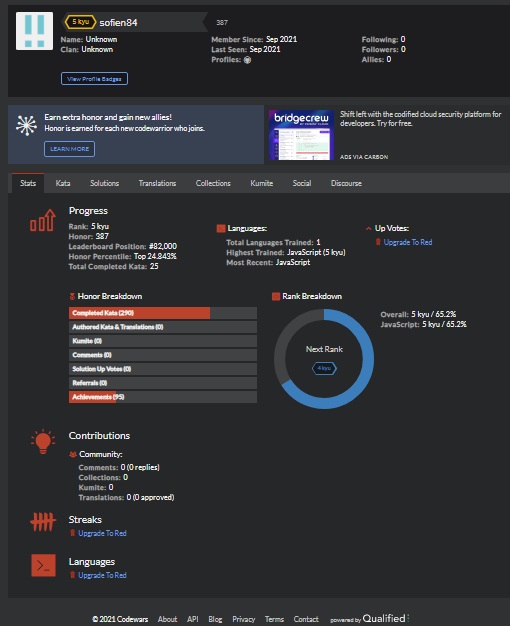 5 kyu sofien84 387
Name: Unknown
Clan: Unknown
Member Since: Sep 2021
Last Seen: Sep 2021
Profiles:
Following: 0
Followers: 0
Allies: 0
View Profile Badges
Earn extra honor and gain new allies!
Honor is earned for each new codewarrior who joins.
LEARN MORE
bridgecrew
Shift left with the codified cloud security platform for
developers. Try for free.
ADS VIA CARBON
Stats Kata Solutions Translations Collections Kumite Social Discourse
Progress
Rank: 5 kyu
Honor: 387
Leaderboard Position: #82,000
Honor Percentile: Top 24.843%
Total Completed Kata: 25
Languages:
Total Languages Trained: 1
Highest Trained: JavaScript (5 kyu)
Most Recent: JavaScript
Up Votes:
Upgrade To Red
Honor Breakdown
Completed Kata (290)
Authored Kata & Translations (0)
Kumite (0)
Comments (0)
Solution Up Votes (0)
Referrals (0)
Achievements (95)
Rank Breakdown
Next Rank
4 kyu
Overall: 5 kyu / 65.2%
JavaScript: 5 kyu / 65.2%
Contributions
Community:
Comments: 0 (0 replies)
Collections: 0
Kumite: 0
Translations: 0 (0 approved)
Streaks
Upgrade To Red
Languages
Upgrade To Red
© 2021 Codewars About API Blog Privacy Terms Contact powered by Qualified